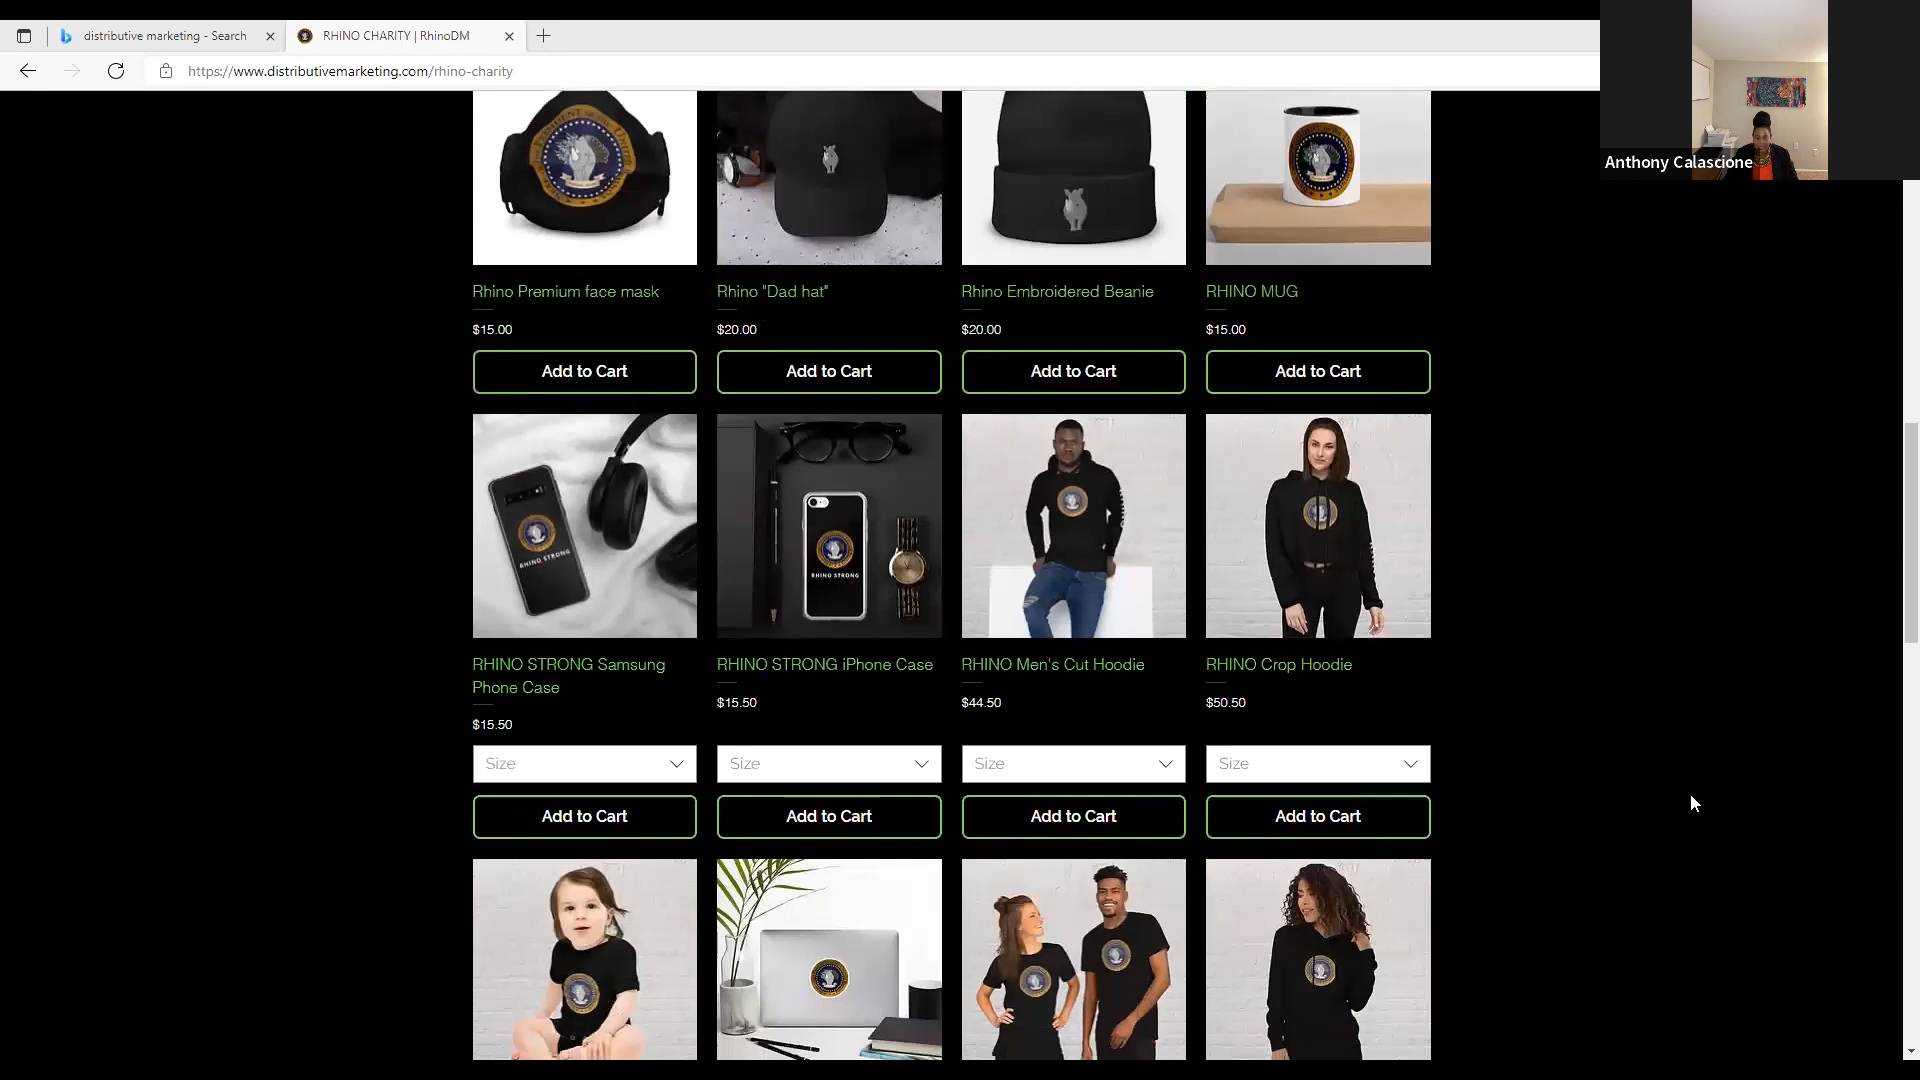 distributive marketing - Search
RHINO CHARITY | RhinoDM
https://www.distributivemarketing.com/rhino-charity
Anthony Calascione
Rhino Premium face mask
$15.00
Add to Cart
Rhino "Dad hat"
$20.00
Add to Cart
Rhino Embroidered Beanie
$20.00
Add to Cart
RHINO MUG
$15.00
Add to Cart
RHINO STRONG
RHINO STRONG
RHINO STRONG Samsung
Phone Case
$15.50
Size
Add to Cart
RHINO STRONG iPhone Case
$15.50
Size
Add to Cart
RHINO Men's Cut Hoodie
$44.50
Size
Add to Cart
RHINO Crop Hoodie
$50.50
Size
Add to Cart